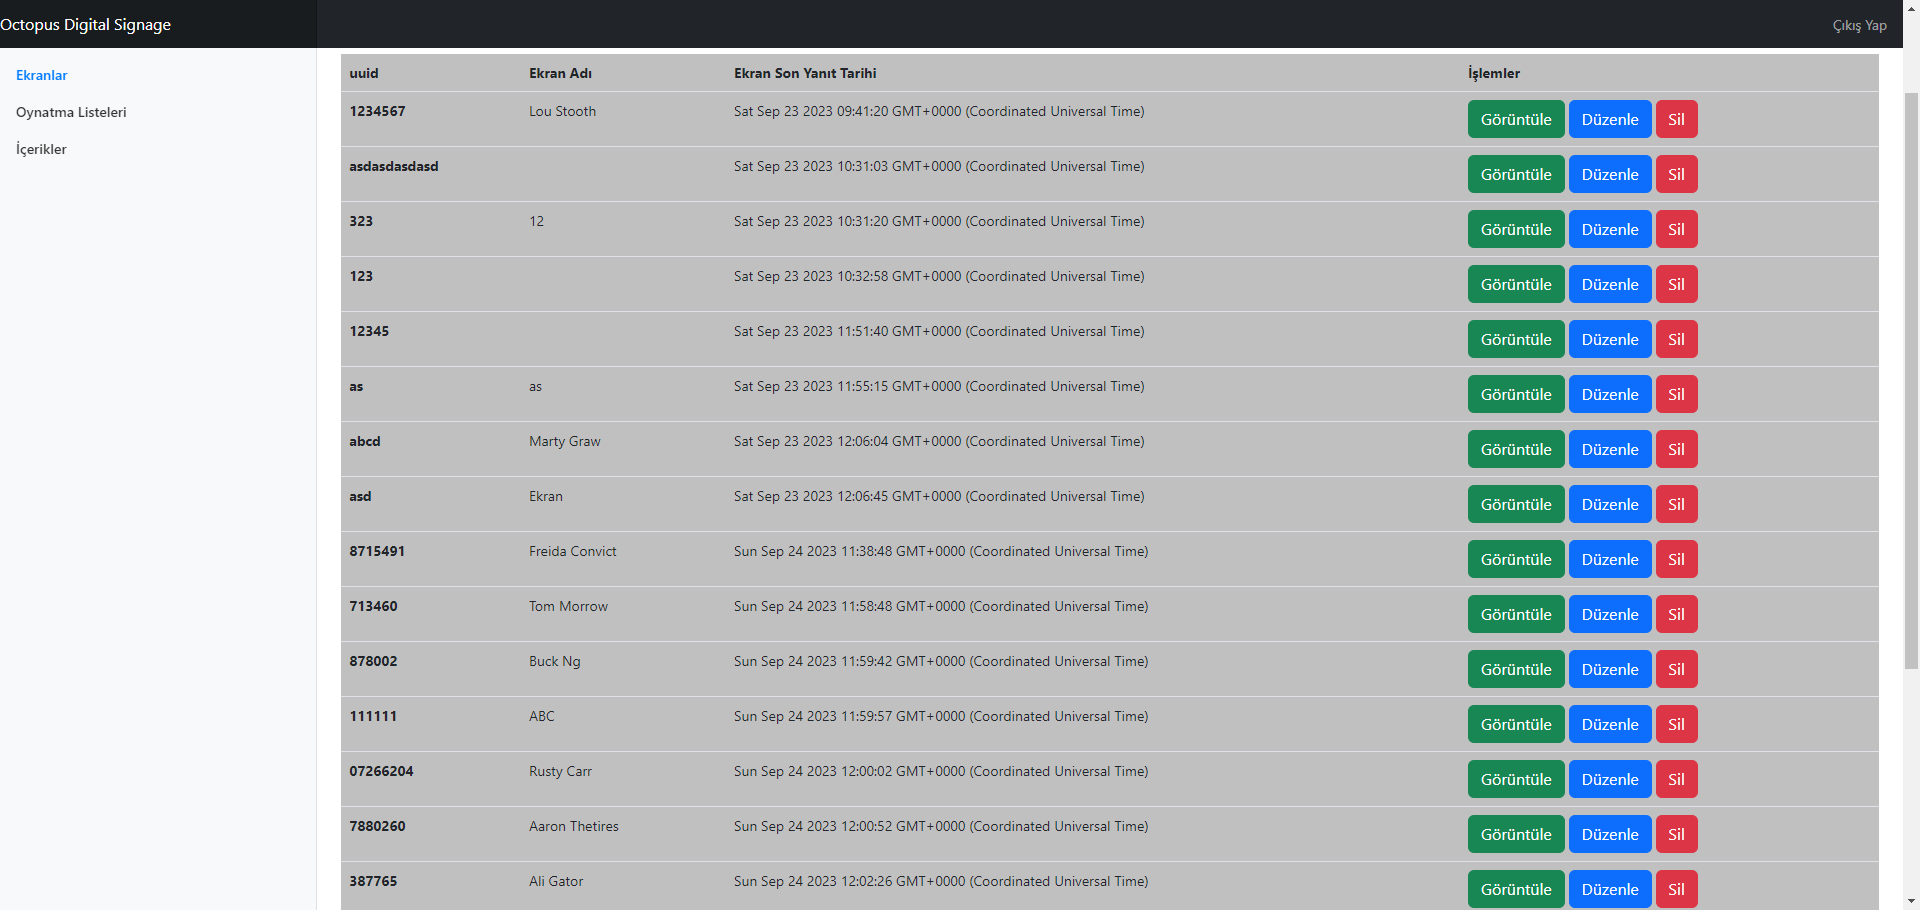 Octopus Digital Signage
Çıkış Yap
Ekranlar
Oynatma Listeleri
İçerikler
uuid Ekran Adı Ekran Son Yanıt Tarihi İşlemler
1234567 Lou Stooth Sat Sep 23 2023 09:41:20 GMT+0000 (Coordinated Universal Time) Görüntüle Düzenle Sil
asdasdasdasd Sat Sep 23 2023 10:31:03 GMT+0000 (Coordinated Universal Time) Görüntüle Düzenle Sil
323 12 Sat Sep 23 2023 10:31:20 GMT+0000 (Coordinated Universal Time) Görüntüle Düzenle Sil
123 Sat Sep 23 2023 10:32:58 GMT+0000 (Coordinated Universal Time) Görüntüle Düzenle Sil
12345 Sat Sep 23 2023 11:51:40 GMT+0000 (Coordinated Universal Time) Görüntüle Düzenle Sil
as as Sat Sep 23 2023 11:55:15 GMT+0000 (Coordinated Universal Time) Görüntüle Düzenle Sil
abcd Marty Graw Sat Sep 23 2023 12:06:04 GMT+0000 (Coordinated Universal Time) Görüntüle Düzenle Sil
asd Ekran Sat Sep 23 2023 12:06:45 GMT+0000 (Coordinated Universal Time) Görüntüle Düzenle Sil
8715491 Freida Convict Sun Sep 24 2023 11:38:48 GMT+0000 (Coordinated Universal Time) Görüntüle Düzenle Sil
713460 Tom Morrow Sun Sep 24 2023 11:58:48 GMT+0000 (Coordinated Universal Time) Görüntüle Düzenle Sil
878002 Buck Ng Sun Sep 24 2023 11:59:42 GMT+0000 (Coordinated Universal Time) Görüntüle Düzenle Sil
111111 ABC Sun Sep 24 2023 11:59:57 GMT+0000 (Coordinated Universal Time) Görüntüle Düzenle Sil
07266204 Rusty Carr Sun Sep 24 2023 12:00:02 GMT+0000 (Coordinated Universal Time) Görüntüle Düzenle Sil
7880260 Aaron Thetires Sun Sep 24 2023 12:00:52 GMT+0000 (Coordinated Universal Time) Görüntüle Düzenle Sil
387765 Ali Gator Sun Sep 24 2023 12:02:26 GMT+0000 (Coordinated Universal Time) Görüntüle Düzenle Sil